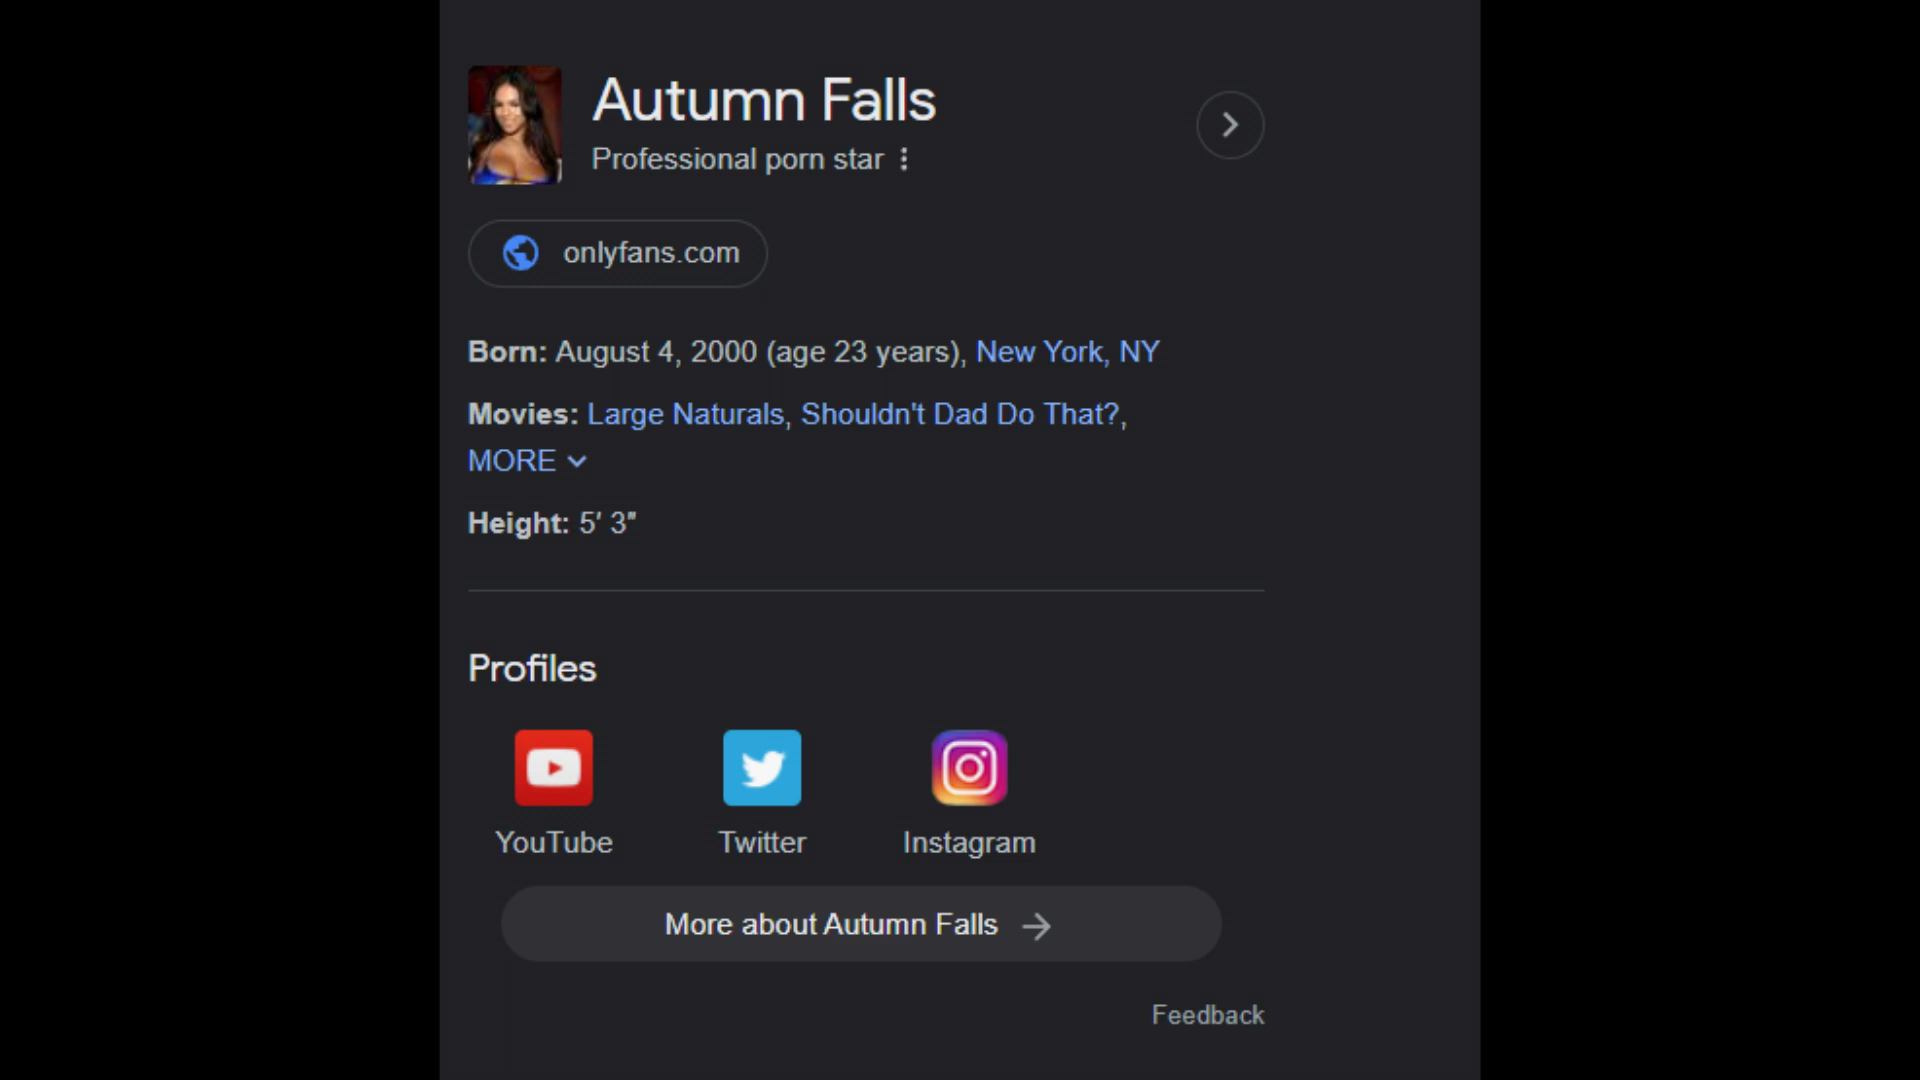 Autumn Falls
Professional porn star
onlyfans.com
Born: August 4, 2000 (age 23 years), New York, NY
Movies: Large Naturals, Shouldn't Dad Do That?,
MORE
Height: 5′ 3″
Profiles
YouTube
Twitter
Instagram
More about Autumn Falls
Feedback